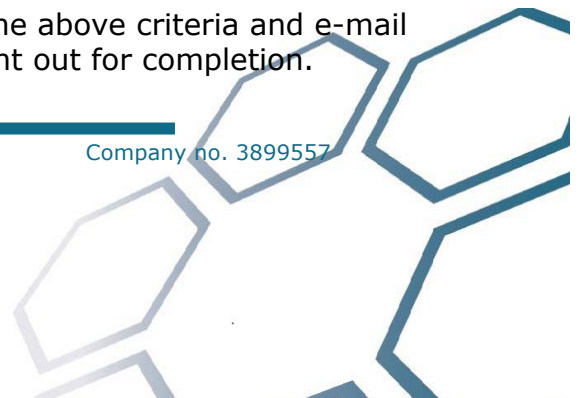 he above criteria and e-mail
nt out for completion.
Company no. 3899557